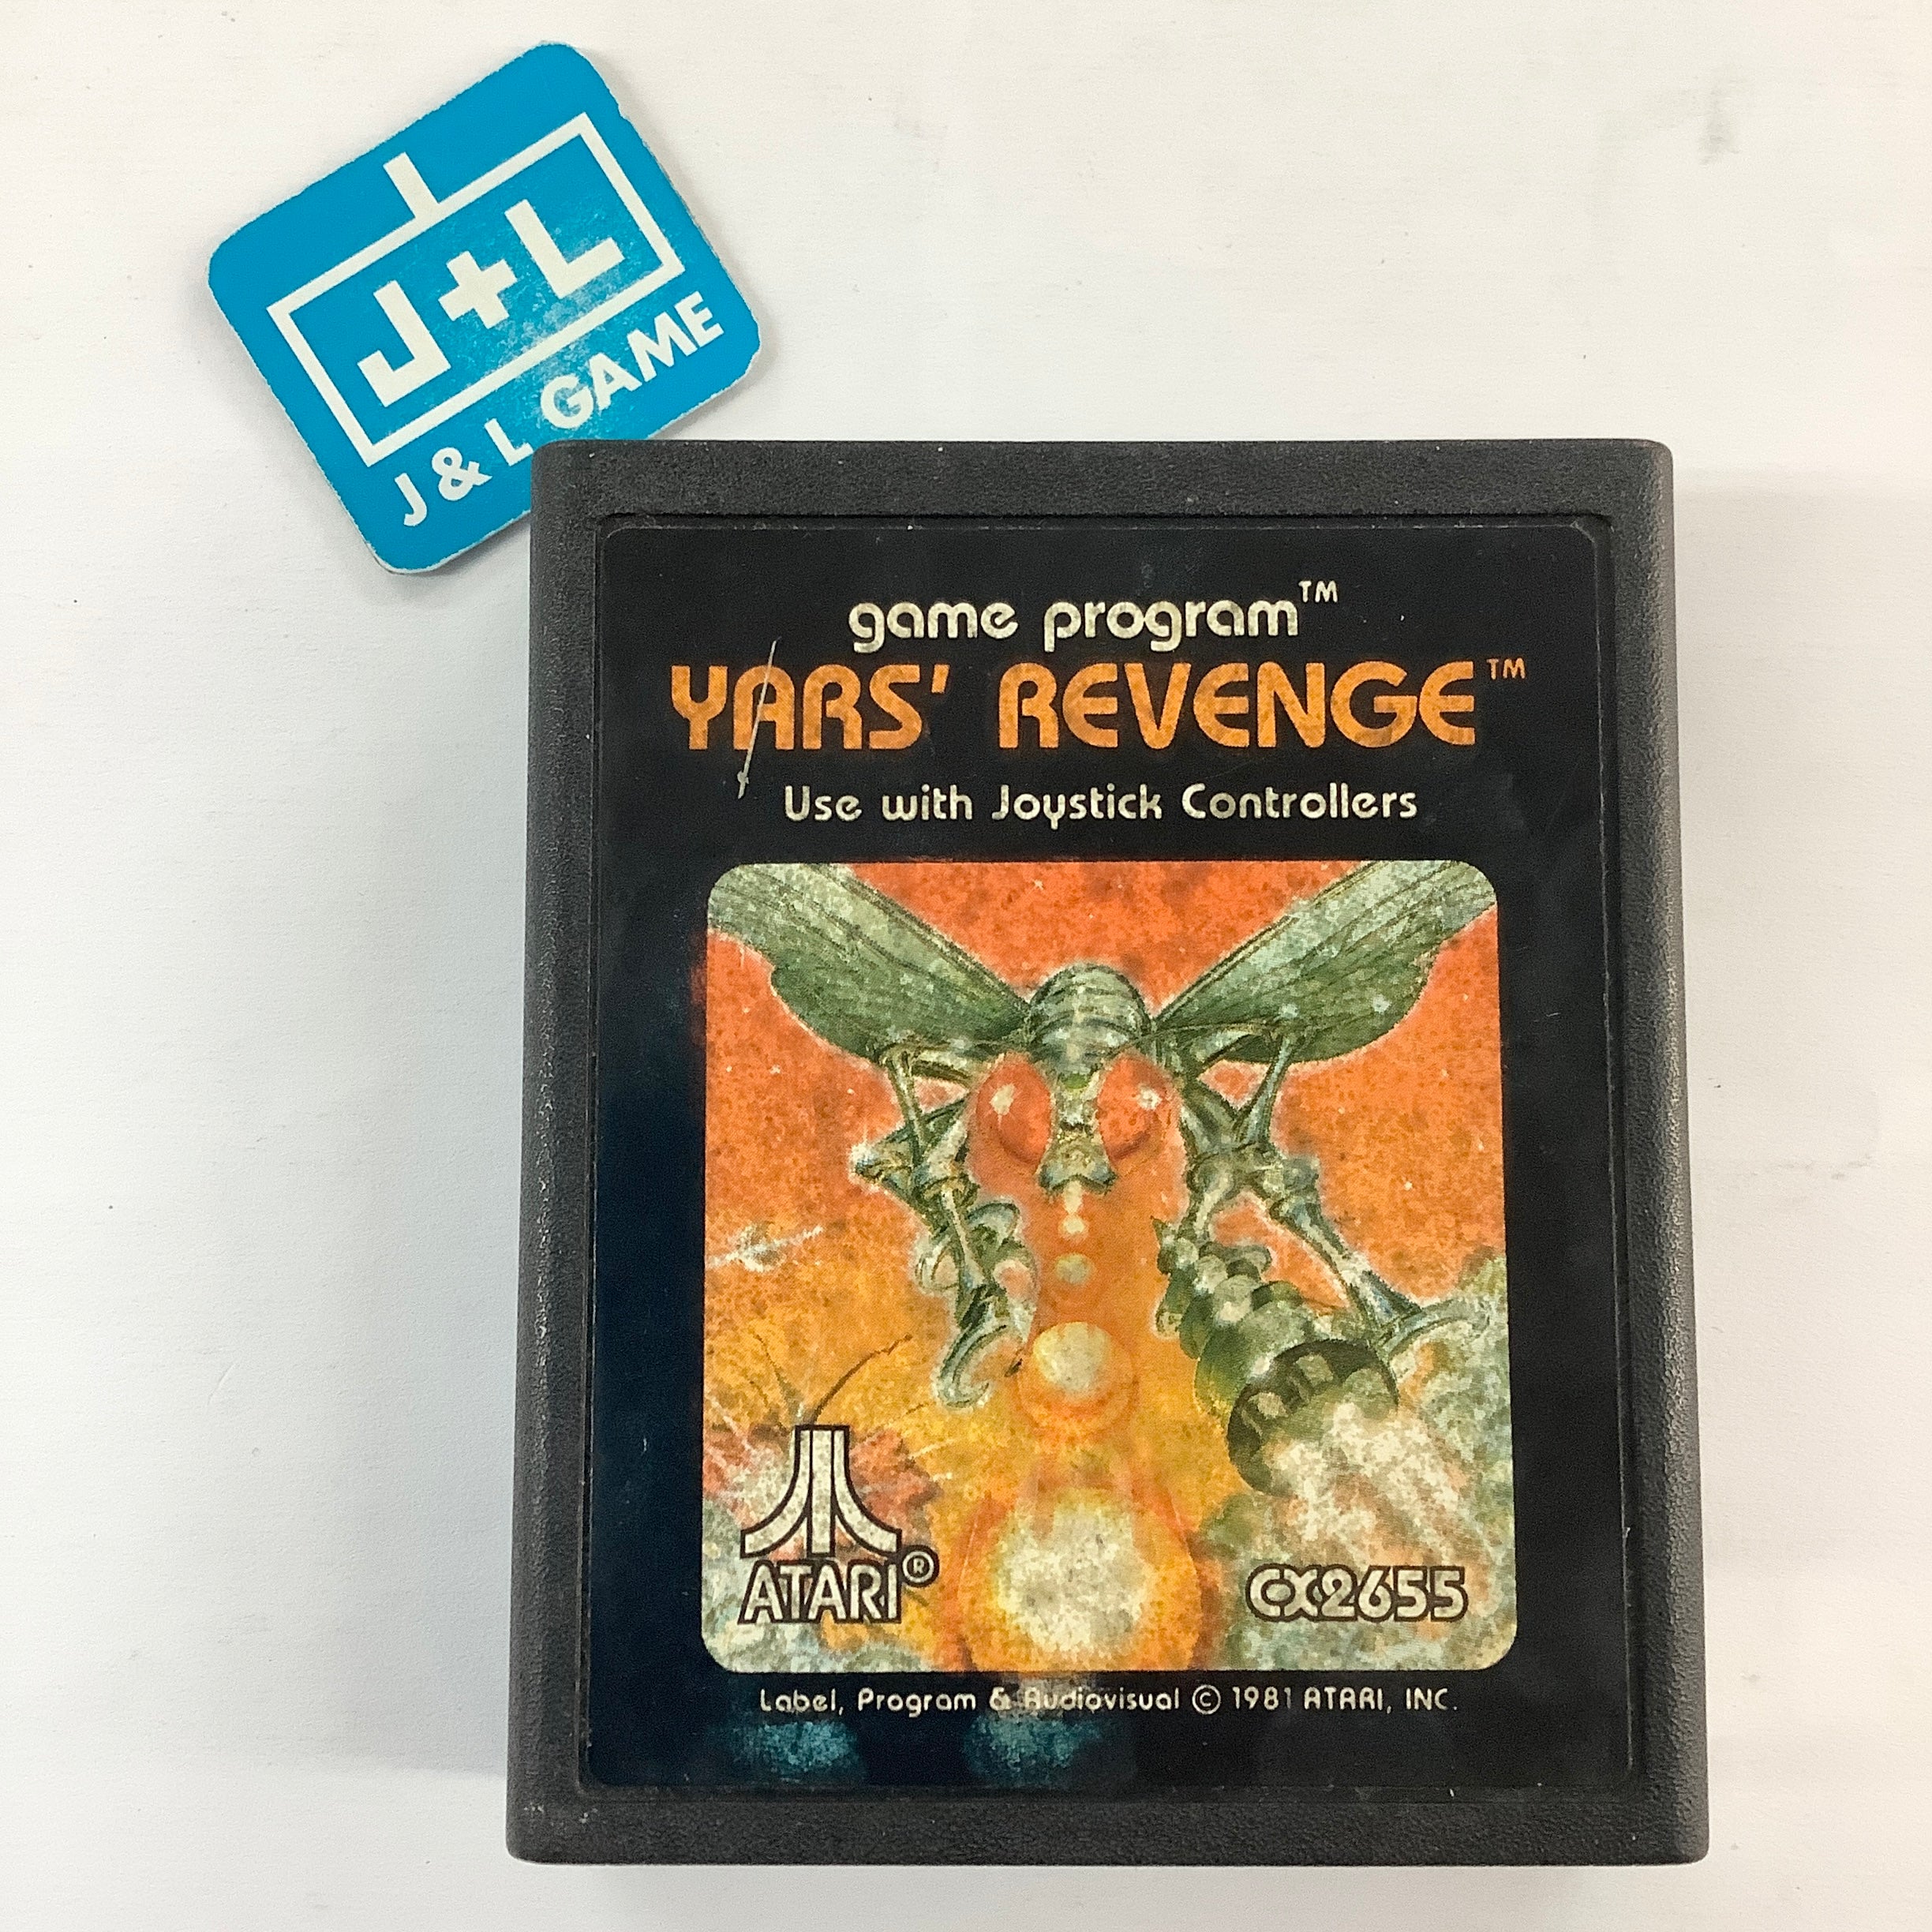 J+L
J & L GAME
game program™
YARS' REVENGE™
Use with Joystick Controllers
ATARI®
CX2655
Label, Program & Audiovisual © 1981 ATARI, INC.